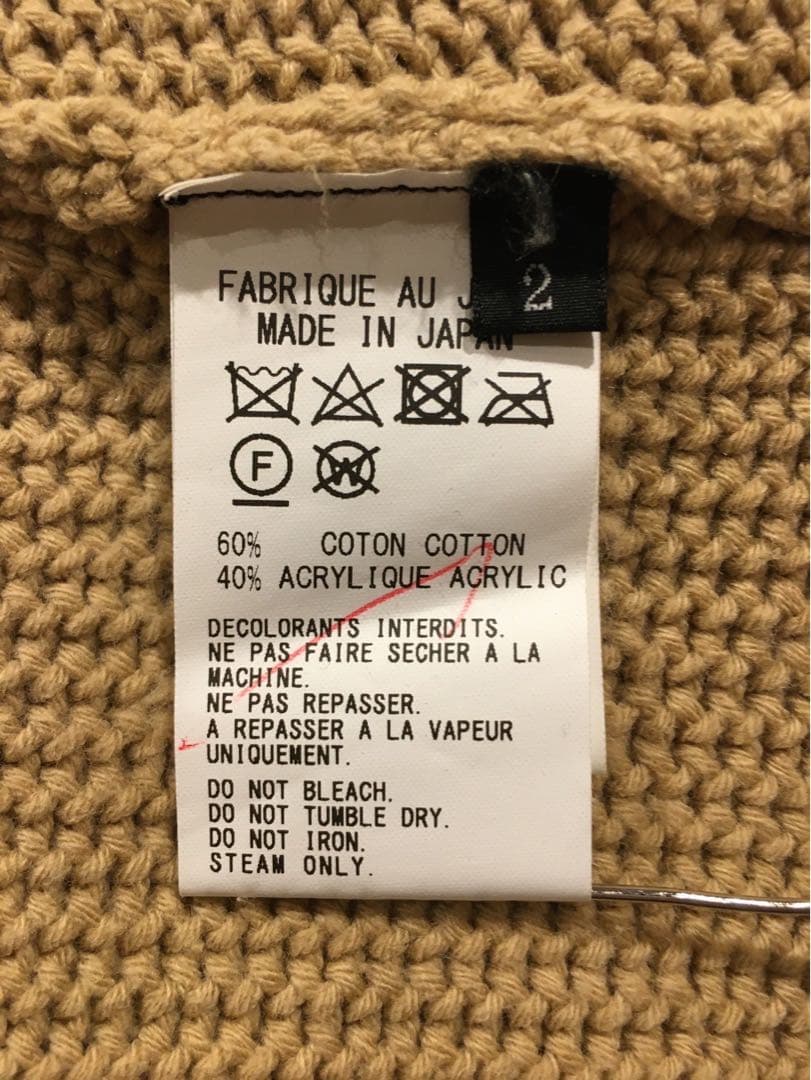 2
FABRIQUE AU
MADE IN JAPAN
F
W
60% COTON COTTON
40% ACRYLIQUE ACRYLIC
DECOLORANTS INTERDITS.
NE PAS FAIRE SECHER A LA
MACHINE.
NE PAS REPASSER.
A REPASSER A LA VAPEUR
UNIQUEMENT.
DO NOT BLEACH.
DO NOT TUMBLE DRY.
DO NOT IRON.
STEAM ONLY.